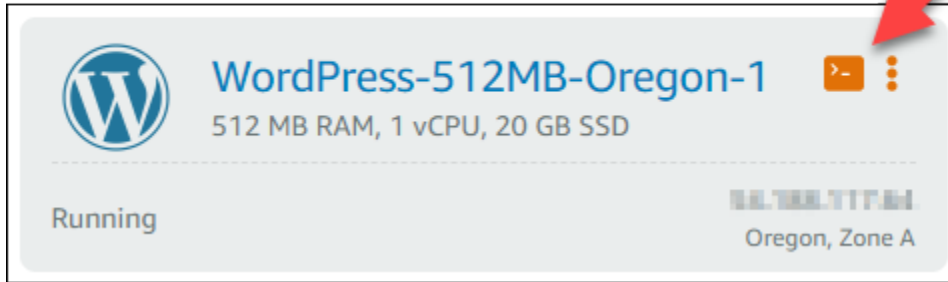 WordPress-512MB-Oregon-1
512 MB RAM, 1 vCPU, 20 GB SSD
Running
Oregon, Zone A